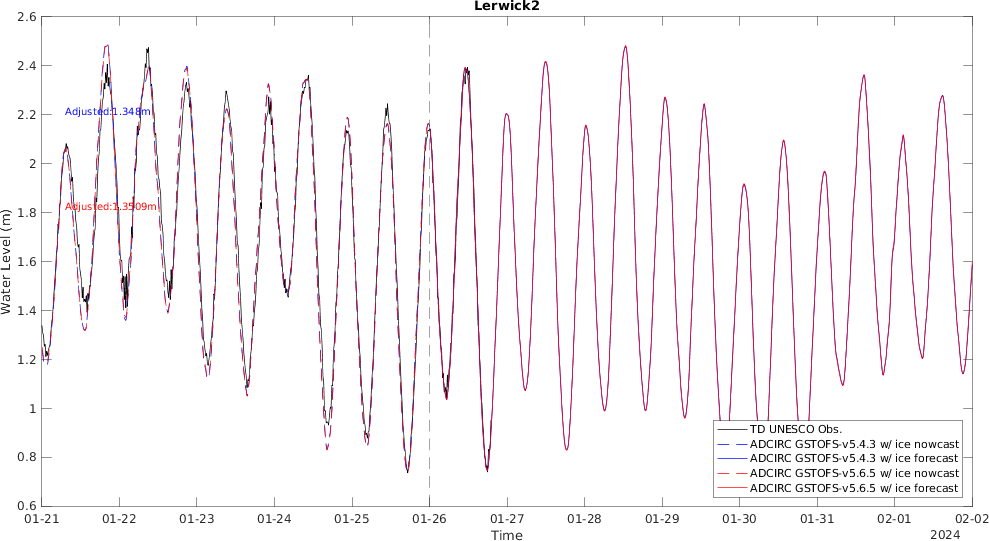 Lerwick2
2.6
2.4
2.2
2
1.8
1.6
1.4
1.2
1
0.8
0.6
Water Level (m)
Adjusted:1.348m
Adjusted:1.3509m
TD UNESCO Obs.
ADCIRC GSTOFS-v5.4.3 w/ ice nowcast
ADCIRC GSTOFS-v5.4.3 w/ ice forecast
ADCIRC GSTOFS-v5.6.5 w/ ice nowcast
ADCIRC GSTOFS-v5.6.5 w/ ice forecast
01-21 01-22 01-23 01-24 01-25 01-26 01-27 01-28 01-29 01-30 01-31 02-01 02-02
Time
2024